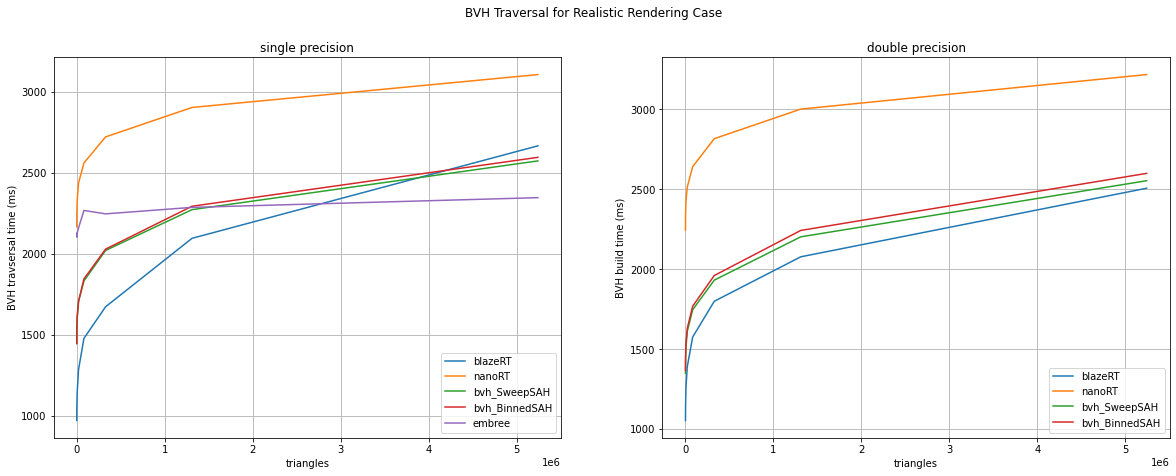 BVH Traversal for Realistic Rendering Case
single precision
BVH travsersal time (ms)
3000
2500
2000
1500
1000
0
1
2
3
4
5
1e6
triangles
blazeRT
nanoRT
bvh_SweepSAH
bvh_BinnedSAH
embree
double precision
BVH build time (ms)
3000
2500
2000
1500
1000
0
1
2
3
4
5
1e6
triangles
blazeRT
nanoRT
bvh_SweepSAH
bvh_BinnedSAH